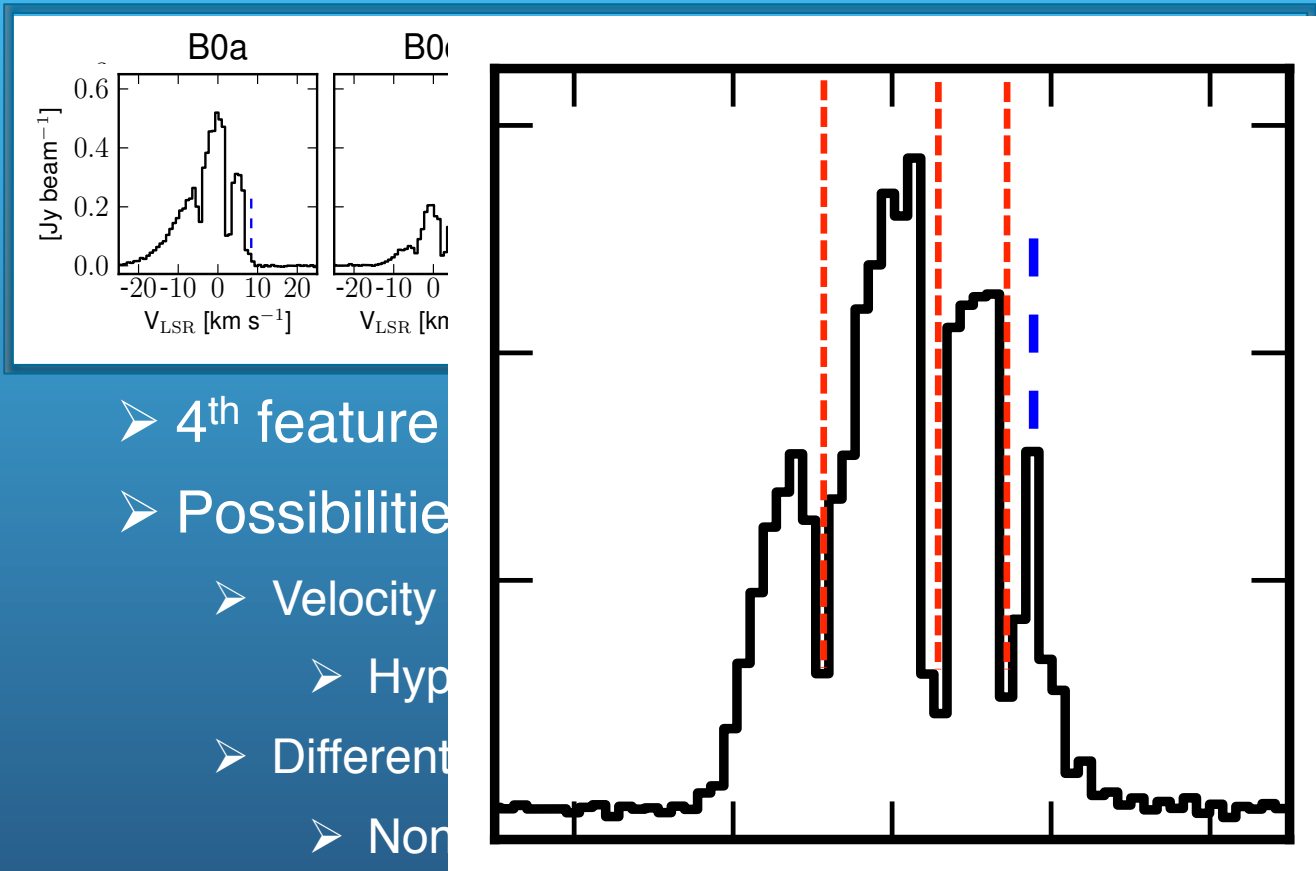 B0a
0.6
0.4
0.2
0.0
[Jy beam⁻¹]
-20 -10 0 10 20
-20 -10 0
V_LSR [km s⁻¹]
V_LSR
➢ 4th feature
➢ Possibilitie
➢ Velocity
➢ Hyp
➢ Different
➢ Non